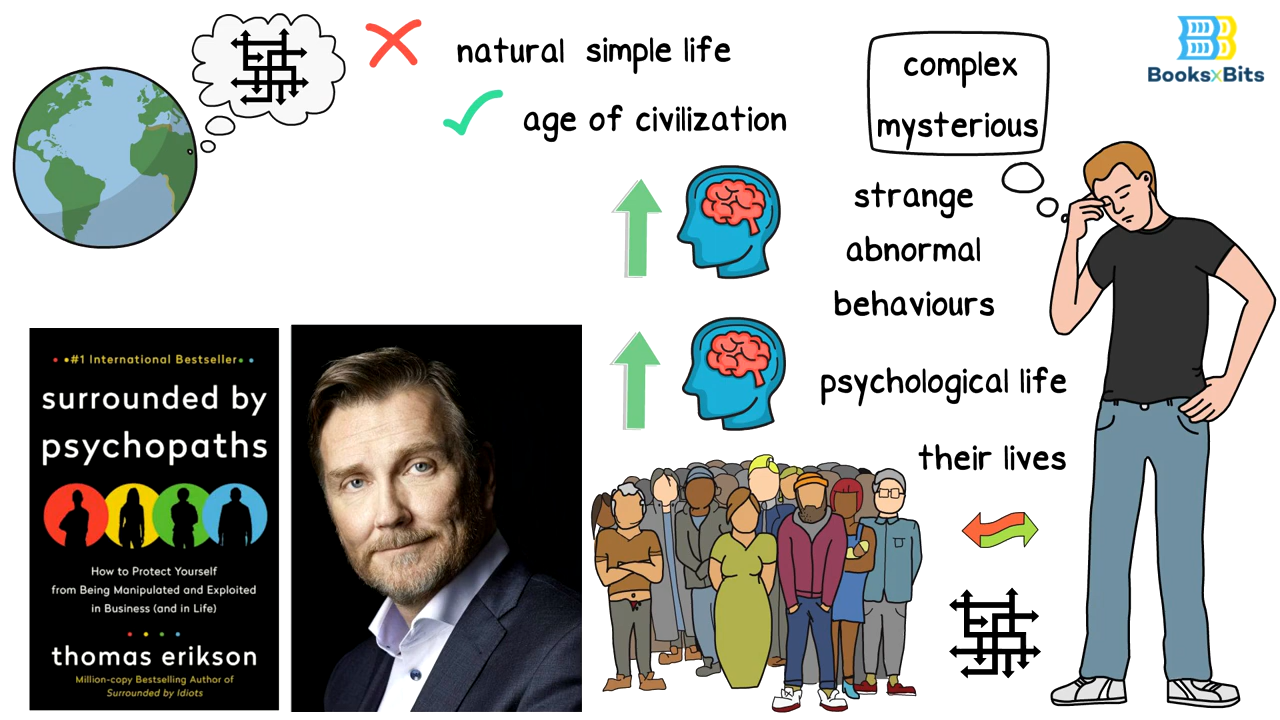 natural simple life
age of civilization
complex
mysterious
BooksxBits
strange
abnormal
behaviours
psychological life
their lives
#1 International Bestseller
surrounded by
psychopaths
How to Protect Yourself
from Being Manipulated and Exploited
in Business (and in Life)
thomas erikson
Million-copy Bestselling Author of
Surrounded by Idiots